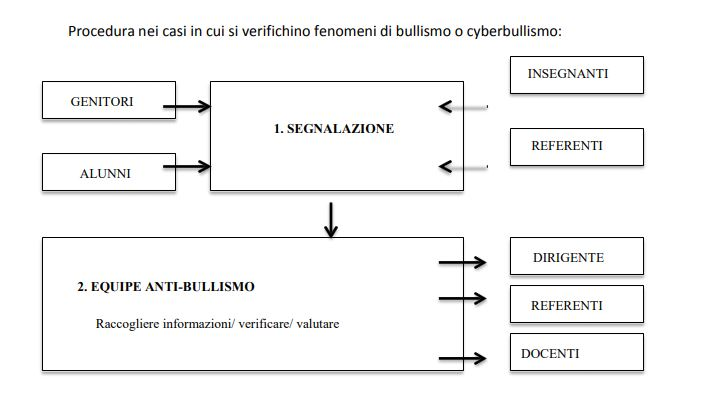 Procedura nei casi in cui si verifichino fenomeni di bullismo o cyberbullismo:
INSEGNANTI
GENITORI
1. SEGNALAZIONE
REFERENTI
ALUNNI
DIRIGENTE
2. EQUIPE ANTI-BULLISMO
REFERENTI
Raccogliere informazioni/ verificare/ valutare
DOCENTI